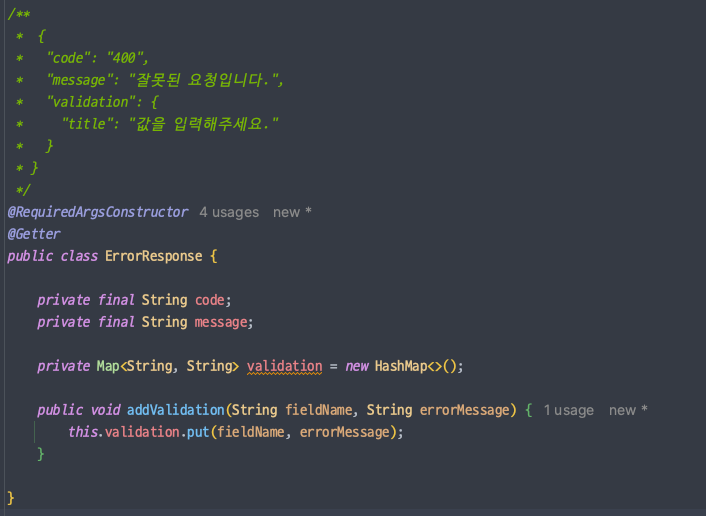 /**
 *  {
 *   "code": "400",
 *   "message": "잘못된 요청입니다.",
 *   "validation": {
 *     "title": "값을 입력해주세요."
 *   }
 * }
 */
@RequiredArgsConstructor 4 usages new *
@Getter
public class ErrorResponse {
    private final String code;
    private final String message;
    private Map<String, String> validation = new HashMap<>();
    public void addValidation(String fieldName, String errorMessage) { 1 usage new *
        this.validation.put(fieldName, errorMessage);
    }
}